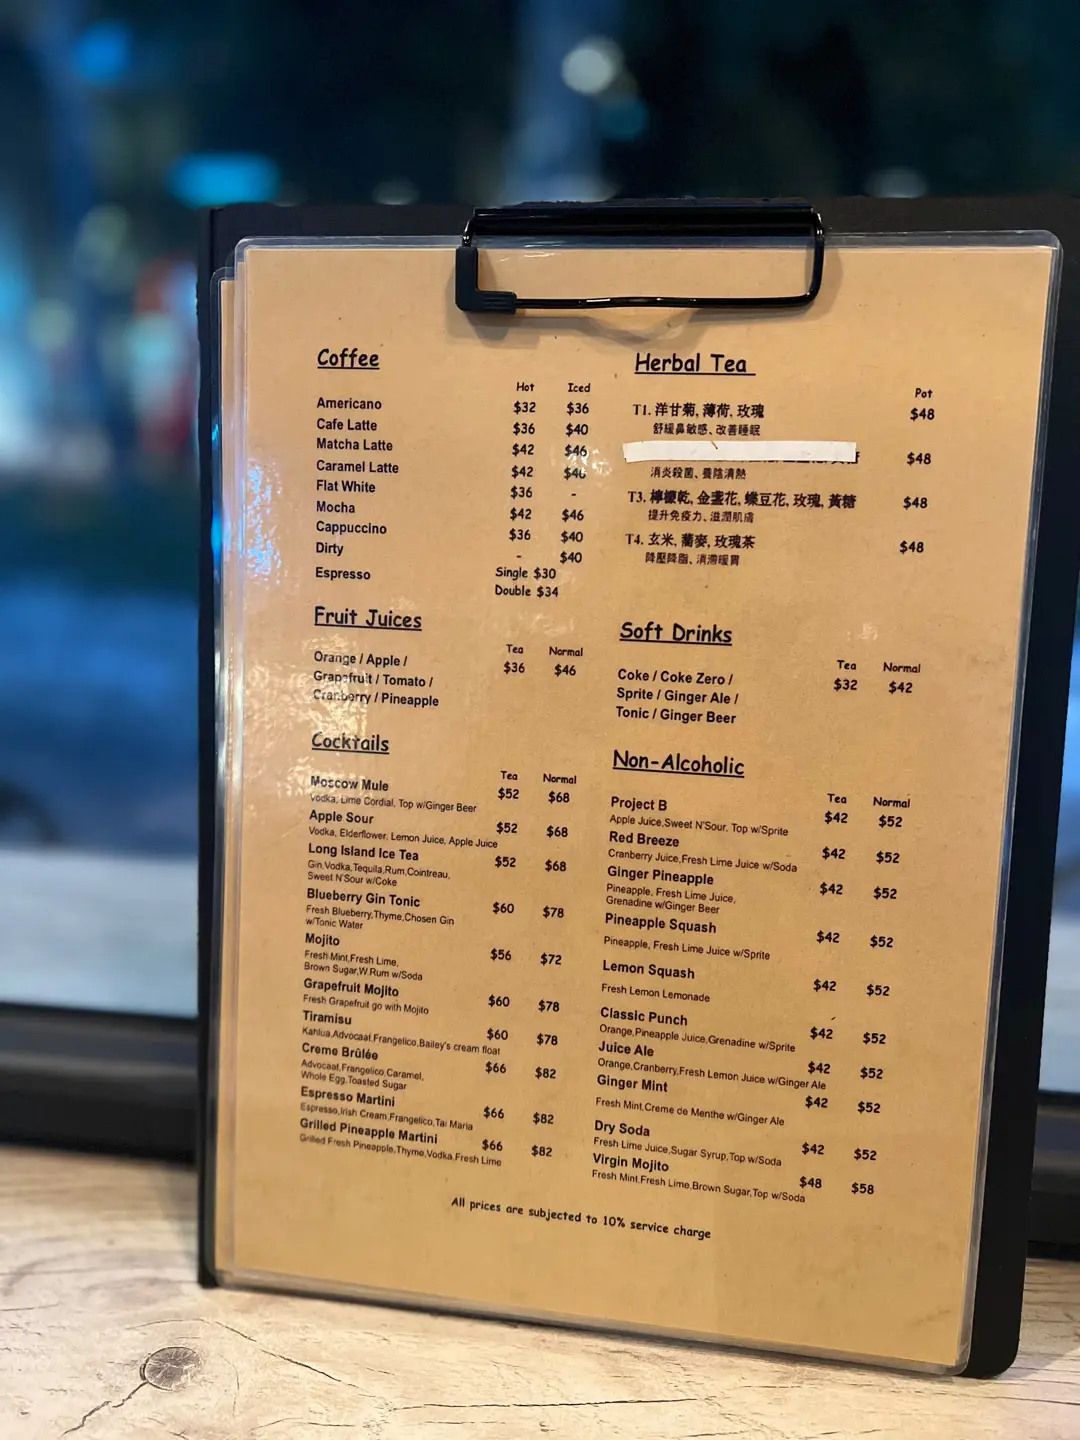 Coffee
Hot Iced
Americano $32 $36
Cafe Latte $36 $40
Matcha Latte $42 $46
Caramel Latte $42 $46
Flat White $36 -
Mocha $42 $46
Cappuccino $36 $40
Dirty - $40
Espresso Single $30
Double $34
Fruit Juices
Tea Normal
Orange / Apple / $36 $46
Grapefruit / Tomato /
Cranberry / Pineapple
Cocktails
Tea Normal
Moscow Mule $52 $68
Vodka, Lime Cordial, Top w/Ginger Beer
Apple Sour $52 $68
Vodka, Elderflower, Lemon Juice, Apple Juice
Long Island Ice Tea $52 $68
Gin,Vodka,Tequila,Rum,Cointreau,
Sweet N'Sour w/Coke
Blueberry Gin Tonic $60 $78
Fresh Blueberry,Thyme,Chosen Gin
w/Tonic Water
Mojito $56 $72
Fresh Mint,Fresh Lime,
Brown Sugar,W.Rum w/Soda
Grapefruit Mojito $60 $78
Fresh Grapefruit go with Mojito
Tiramisu $60 $78
Kahlua,Advocaat,Frangelico,Bailey's cream float
Creme Brûlée $66 $82
Advocaat,Frangelico,Caramel,
Whole Egg,Toasted Sugar
Espresso Martini $66 $82
Espresso,Irish Cream,Frangelico,Tai Maria
Grilled Pineapple Martini $66 $82
Grilled Fresh Pineapple,Thyme,Vodka,Fresh Lime
Herbal Tea
Pot
T1. 洋甘菊, 薄荷, 玫瑰 $48
舒緩鼻敏感、改善睡眠
$48
消炎殺菌、養陰清熱
T3. 檸檬乾, 金盞花, 蝶豆花, 玫瑰, 黃糖 $48
提升免疫力、滋潤肌膚
T4. 玄米, 蕎麥, 玫瑰茶 $48
降壓降脂、消滯暖胃
Soft Drinks
Tea Normal
Coke / Coke Zero / $32 $42
Sprite / Ginger Ale /
Tonic / Ginger Beer
Non-Alcoholic
Tea Normal
Project B $42 $52
Apple Juice,Sweet N'Sour, Top w/Sprite
Red Breeze $42 $52
Cranberry Juice,Fresh Lime Juice w/Soda
Ginger Pineapple $42 $52
Pineapple, Fresh Lime Juice,
Grenadine w/Ginger Beer
Pineapple Squash $42 $52
Pineapple, Fresh Lime Juice w/Sprite
Lemon Squash $42 $52
Fresh Lemon Lemonade
Classic Punch $42 $52
Orange,Pineapple Juice,Grenadine w/Sprite
Juice Ale $42 $52
Orange,Cranberry,Fresh Lemon Juice w/Ginger Ale
Ginger Mint $42 $52
Fresh Mint,Creme de Menthe w/Ginger Ale
Dry Soda $42 $52
Fresh Lime Juice,Sugar Syrup,Top w/Soda
Virgin Mojito $48 $58
Fresh Mint,Fresh Lime,Brown Sugar,Top w/Soda
All prices are subjected to 10% service charge